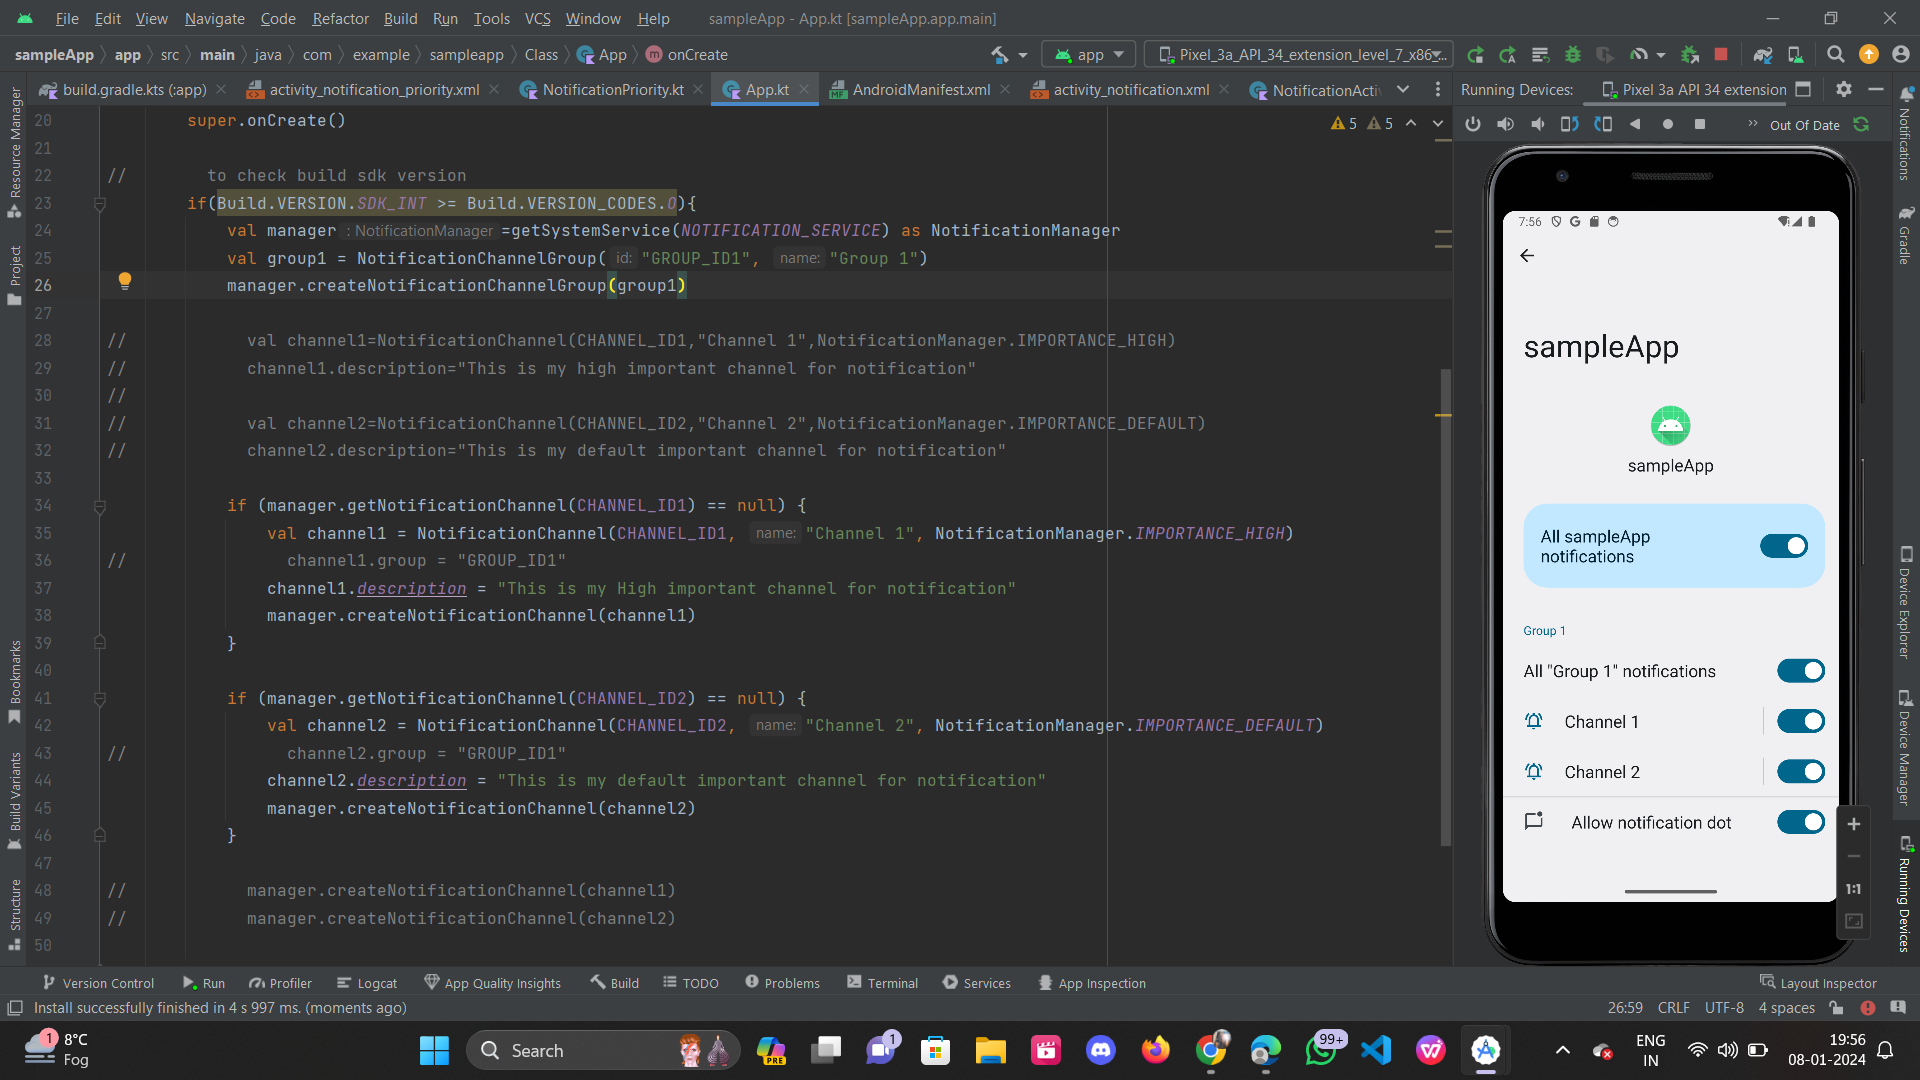 File Edit View Navigate Code Refactor Build Run Tools VCS Window Help sampleApp - App.kt [sampleApp.app.main]
sampleApp app src main java com example sampleapp Class App onCreate app Pixel_3a_API_34_extension_level_7_x86
build.gradle.kts (:app) activity_notification_priority.xml NotificationPriority.kt App.kt AndroidManifest.xml activity_notification.xml NotificationActi Running Devices: Pixel 3a API 34 extension
5 5
Out Of Date
20 super.onCreate()
21
22 // to check build sdk version
23 if(Build.VERSION.SDK_INT >= Build.VERSION_CODES.O){
24 val manager : NotificationManager =getSystemService(NOTIFICATION_SERVICE) as NotificationManager
25 val group1 = NotificationChannelGroup( id: "GROUP_ID1", name: "Group 1")
26 manager.createNotificationChannelGroup(group1)
27
28 // val channel1=NotificationChannel(CHANNEL_ID1,"Channel 1",NotificationManager.IMPORTANCE_HIGH)
29 // channel1.description="This is my high important channel for notification"
30 //
31 // val channel2=NotificationChannel(CHANNEL_ID2,"Channel 2",NotificationManager.IMPORTANCE_DEFAULT)
32 // channel2.description="This is my default important channel for notification"
33
34 if (manager.getNotificationChannel(CHANNEL_ID1) == null) {
35 val channel1 = NotificationChannel(CHANNEL_ID1, name: "Channel 1", NotificationManager.IMPORTANCE_HIGH)
36 // channel1.group = "GROUP_ID1"
37 channel1.description = "This is my High important channel for notification"
38 manager.createNotificationChannel(channel1)
39 }
40
41 if (manager.getNotificationChannel(CHANNEL_ID2) == null) {
42 val channel2 = NotificationChannel(CHANNEL_ID2, name: "Channel 2", NotificationManager.IMPORTANCE_DEFAULT)
43 // channel2.group = "GROUP_ID1"
44 channel2.description = "This is my default important channel for notification"
45 manager.createNotificationChannel(channel2)
46 }
47
48 // manager.createNotificationChannel(channel1)
49 // manager.createNotificationChannel(channel2)
50
Resource Manager
Project
Bookmarks
Build Variants
Structure
7:56
sampleApp
sampleApp
All sampleApp
notifications
Group 1
All "Group 1" notifications
Channel 1
Channel 2
Allow notification dot
1:1
Notifications
Gradle
Device Explorer
Device Manager
Running Devices
Version Control Run Profiler Logcat App Quality Insights Build TODO Problems Terminal Services App Inspection Layout Inspector
Install successfully finished in 4 s 997 ms. (moments ago) 26:59 CRLF UTF-8 4 spaces
1 8°C
Fog
Search
PRE
1
99+
ENG
IN
19:56
08-01-2024